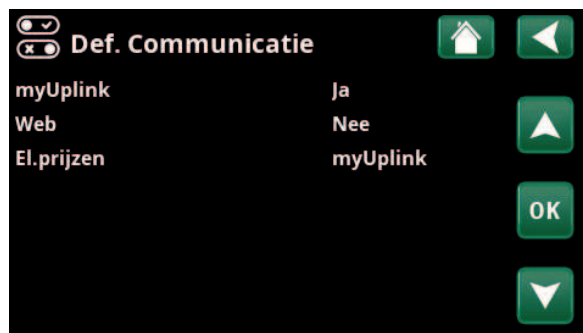 Def. Communicatie
myUplink Ja
Web Nee
El.prijzen myUplink
OK